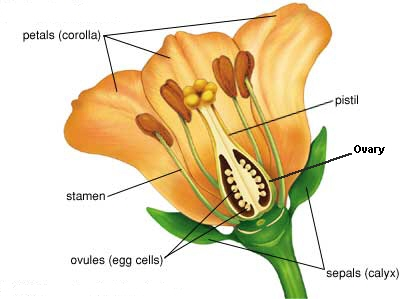 petals (corolla)
pistil
Ovary
stamen
ovules (egg cells)
sepals (calyx)